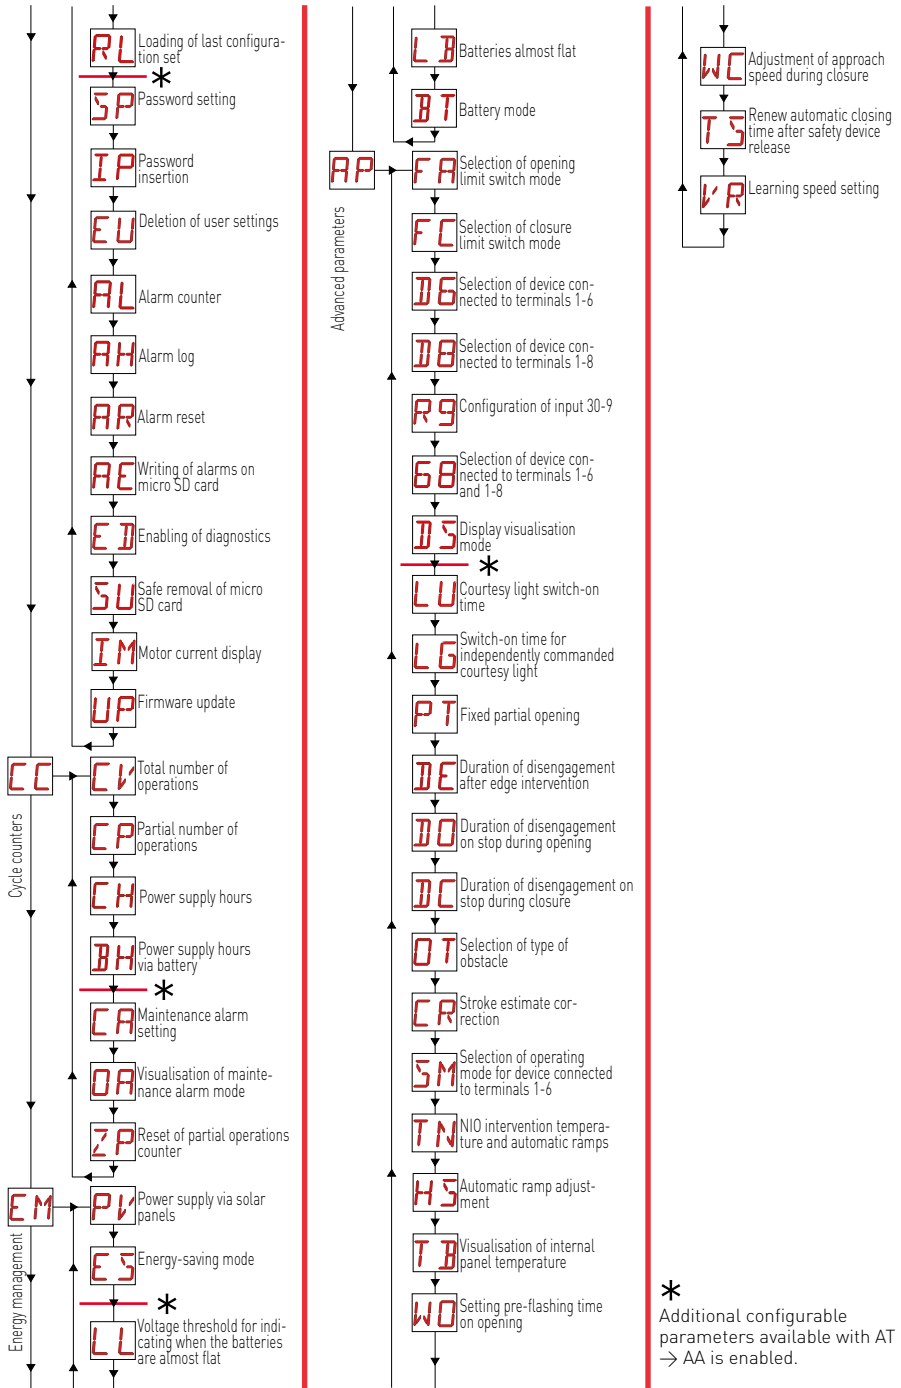 RL
Loading of last configura-
tion set
*
SP
Password setting
IP
Password
insertion
EU
Deletion of user settings
AL
Alarm counter
AH
Alarm log
AR
Alarm reset
AE
Writing of alarms on
micro SD card
ED
Enabling of diagnostics
SU
Safe removal of micro
SD card
IM
Motor current display
UP
Firmware update
CC
Cycle counters
CV
Total number of
operations
CP
Partial number of
operations
CH
Power supply hours
BH
Power supply hours
via battery
*
CA
Maintenance alarm
setting
OA
Visualisation of mainte-
nance alarm mode
ZP
Reset of partial operations
counter
EM
Energy management
PV
Power supply via solar
panels
ES
Energy-saving mode
*
LL
Voltage threshold for indi-
cating when the batteries
are almost flat
LB
Batteries almost flat
BT
Battery mode
AP
Advanced parameters
FA
Selection of opening
limit switch mode
FC
Selection of closure
limit switch mode
D6
Selection of device con-
nected to terminals 1-6
D8
Selection of device con-
nected to terminals 1-8
R9
Configuration of input 30-9
68
Selection of device con-
nected to terminals 1-6
and 1-8
DS
Display visualisation
mode
*
LU
Courtesy light switch-on
time
LG
Switch-on time for
independently commanded
courtesy light
PT
Fixed partial opening
DE
Duration of disengagement
after edge intervention
DO
Duration of disengagement
on stop during opening
DC
Duration of disengagement on
stop during closure
OT
Selection of type of
obstacle
CR
Stroke estimate cor-
rection
SM
Selection of operating
mode for device connected
to terminals 1-6
TN
NIO intervention tempera-
ture and automatic ramps
HS
Automatic ramp adjust-
ment
TB
Visualisation of internal
panel temperature
WO
Setting pre-flashing time
on opening
WC
Adjustment of approach
speed during closure
TS
Renew automatic closing
time after safety device
release
VR
Learning speed setting
*
Additional configurable
parameters available with AT
→ AA is enabled.